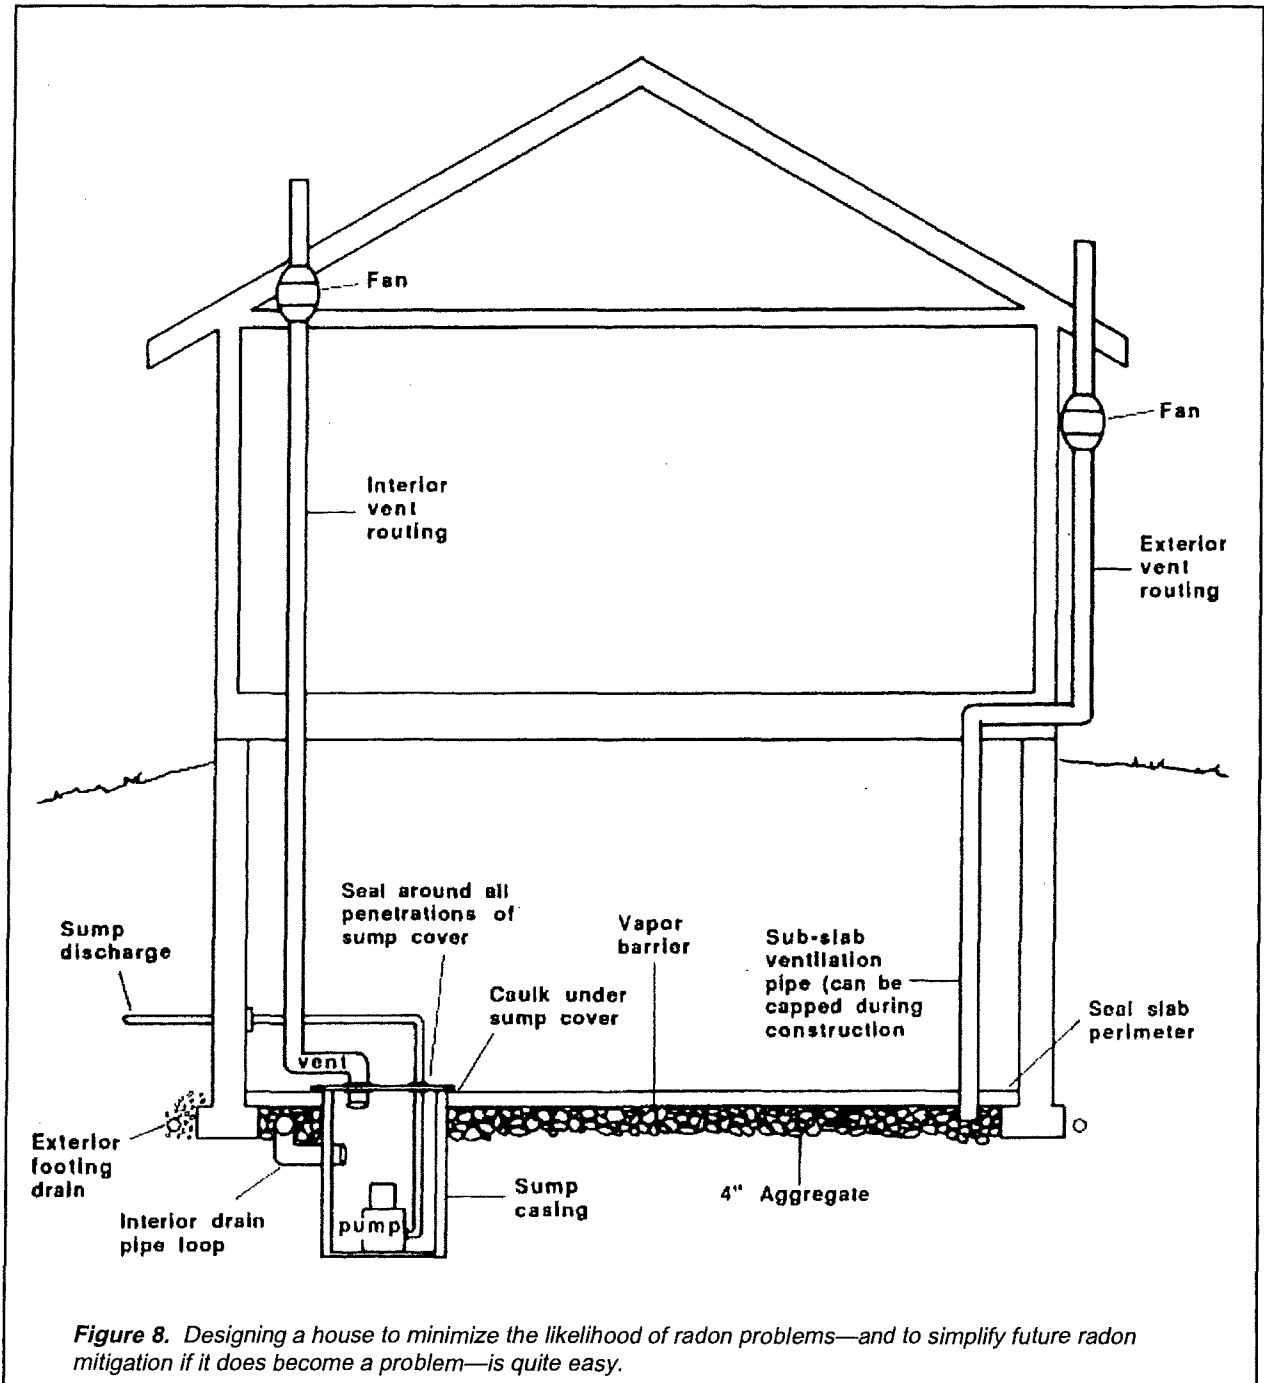 Fan
Fan
Interior
vent
routing
Exterior
vent
routing
Seal around all
penetrations of
sump cover
Sump
discharge
Vapor
barrier
Sub-slab
ventilation
pipe (can be
capped during
construction
Caulk under
sump cover
Seal slab
perimeter
vent
Exterior
footing
drain
Interior drain
pipe loop
pump
Sump
casing
4" Aggregate
Figure 8. Designing a house to minimize the likelihood of radon problems—and to simplify future radon
mitigation if it does become a problem—is quite easy.